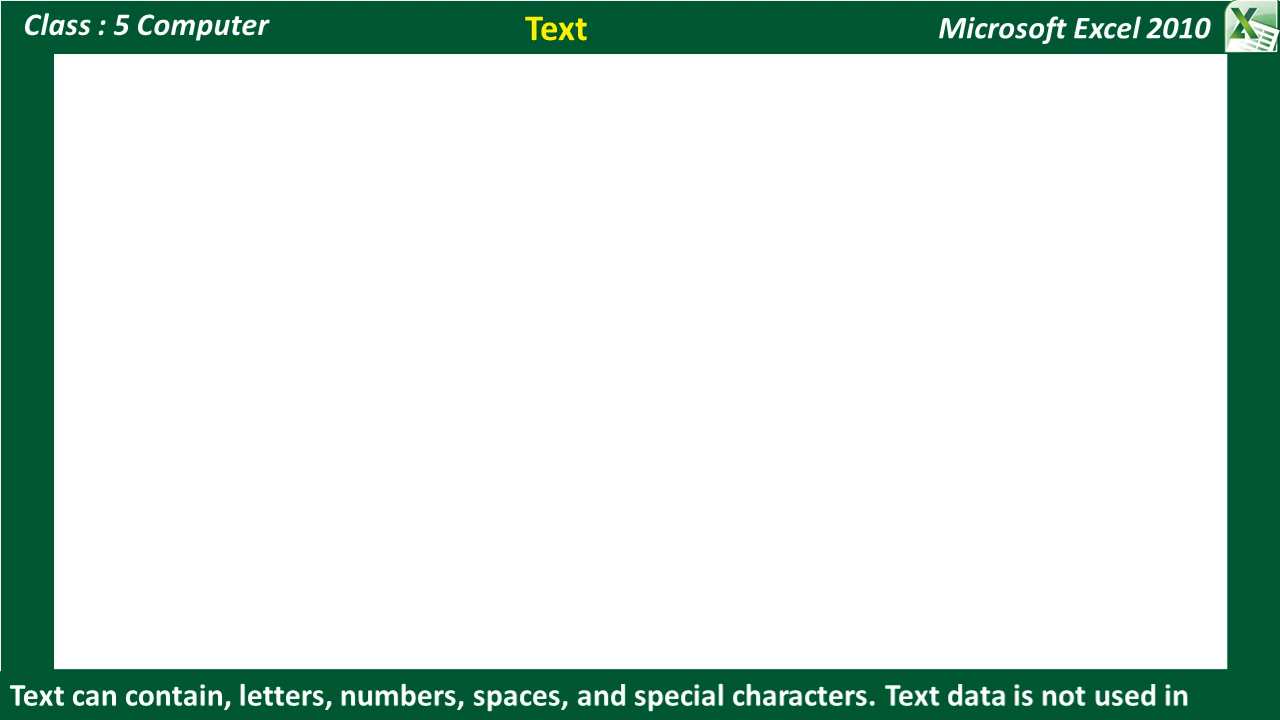 Class : 5 Computer
Text
Microsoft Excel 2010
Text can contain, letters, numbers, spaces, and special characters. Text data is not used in